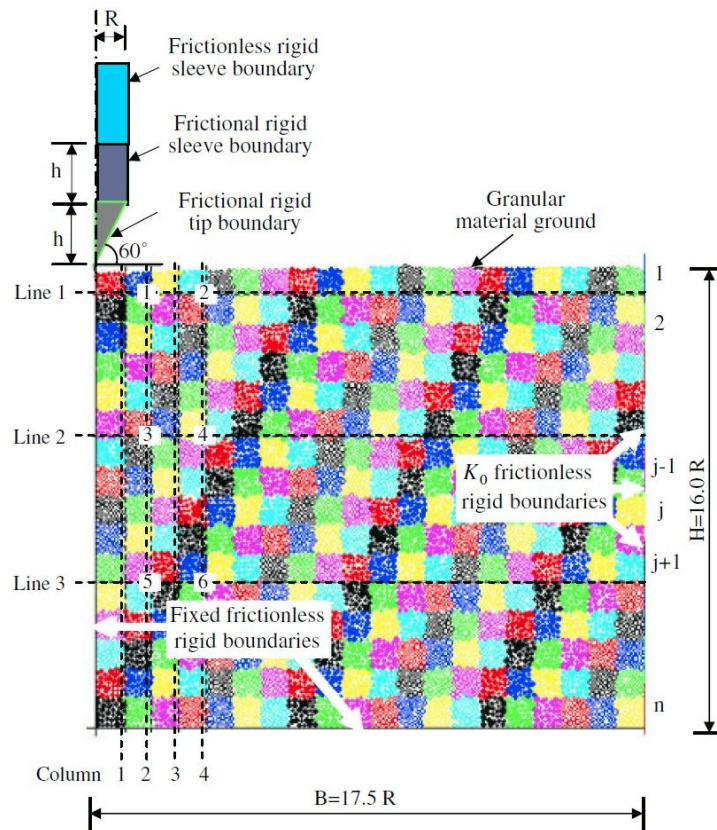 R
Frictionless rigid
sleeve boundary
Frictional rigid
sleeve boundary
h
Frictional rigid
tip boundary
h
60°
Granular
material ground
Line 1
1
2
1
2
Line 2
3
4
K₀ frictionless
rigid boundaries
j-1
j
j+1
H=16.0 R
Line 3
5
6
Fixed frictionless
rigid boundaries
n
Column 1 2 3 4
B=17.5 R